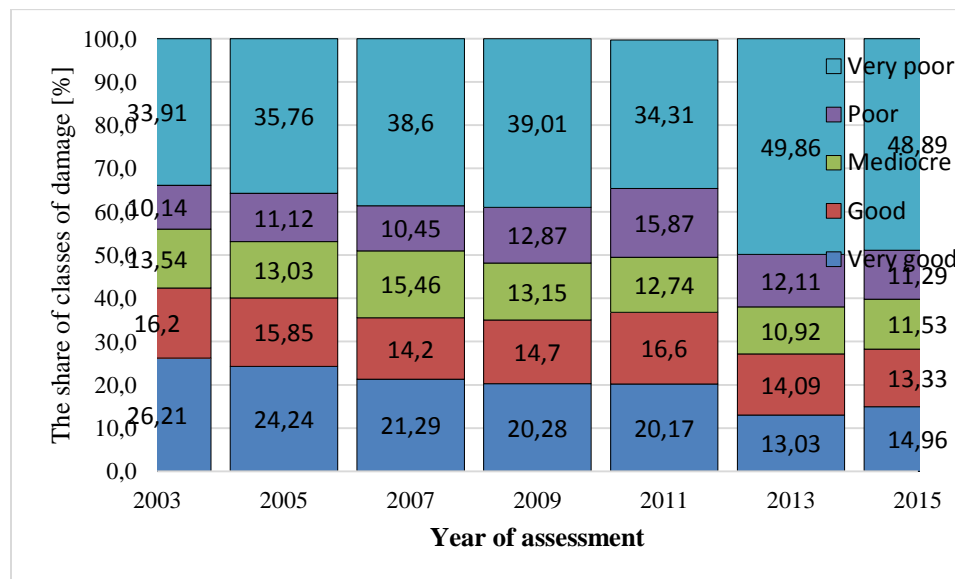 The share of classes of damage [%]
100,0
90,0
80,0
70,0
60,0
50,0
40,0
30,0
20,0
10,0
0,0
33,91 35,76 38,6 39,01 34,31 49,86 48,89
10,14 11,12 10,45 12,87 15,87 12,11 11,29
13,54 13,03 15,46 13,15 12,74 10,92 11,53
16,2 15,85 14,2 14,7 16,6 14,09 13,33
26,21 24,24 21,29 20,28 20,17 13,03 14,96
Very poor
Poor
Mediocre
Good
Very good
2003 2005 2007 2009 2011 2013 2015
Year of assessment